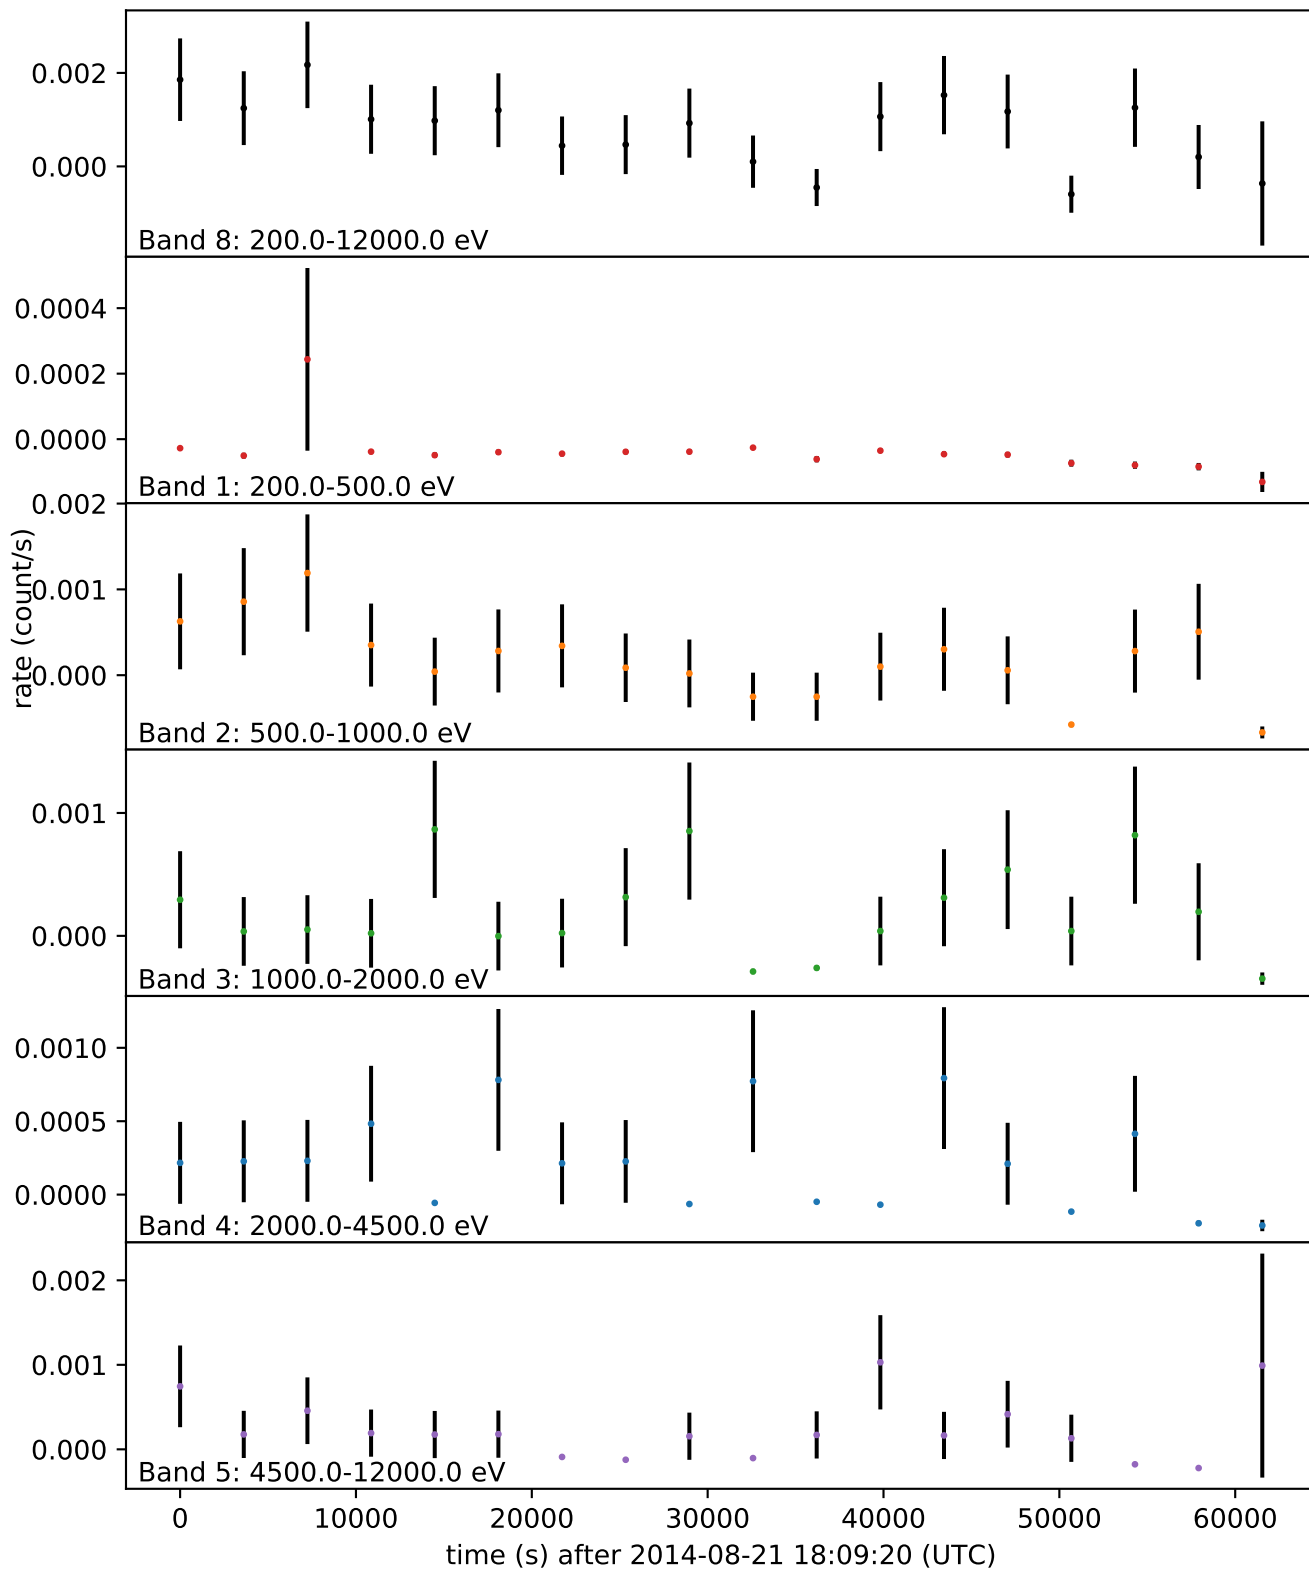 0.002
0.000
Band 8: 200.0-12000.0 eV
0.0004
0.0002
0.0000
Band 1: 200.0-500.0 eV
0.002
0.001
0.000
Band 2: 500.0-1000.0 eV
rate (count/s)
0.001
0.000
Band 3: 1000.0-2000.0 eV
0.0010
0.0005
0.0000
Band 4: 2000.0-4500.0 eV
0.002
0.001
0.000
Band 5: 4500.0-12000.0 eV
0 10000 20000 30000 40000 50000 60000
time (s) after 2014-08-21 18:09:20 (UTC)